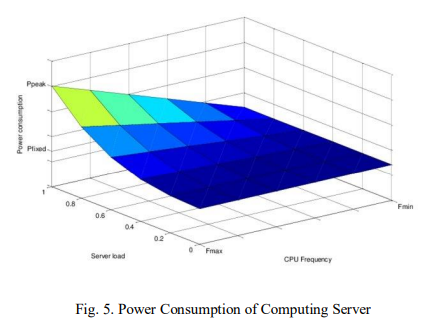 Ppeak
Power consumption
Pfixed
1
0.8
0.6
0.4
0.2
0
Fmax
Fmin
Server load
CPU Frequency
Fig. 5. Power Consumption of Computing Server